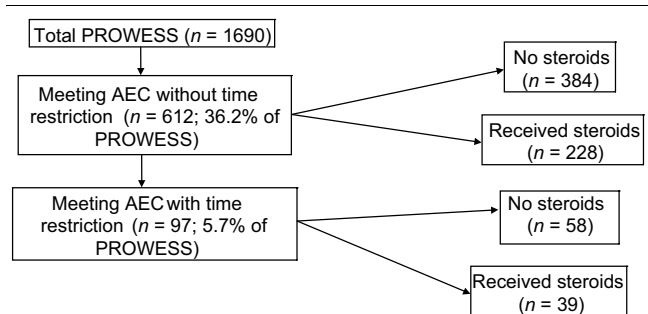 Total PROWESS (n = 1690)
Meeting AEC without time
restriction (n = 612; 36.2% of
PROWESS)
No steroids
(n = 384)
Received steroids
(n = 228)
Meeting AEC with time
restriction (n = 97; 5.7% of
PROWESS)
No steroids
(n = 58)
Received steroids
(n = 39)